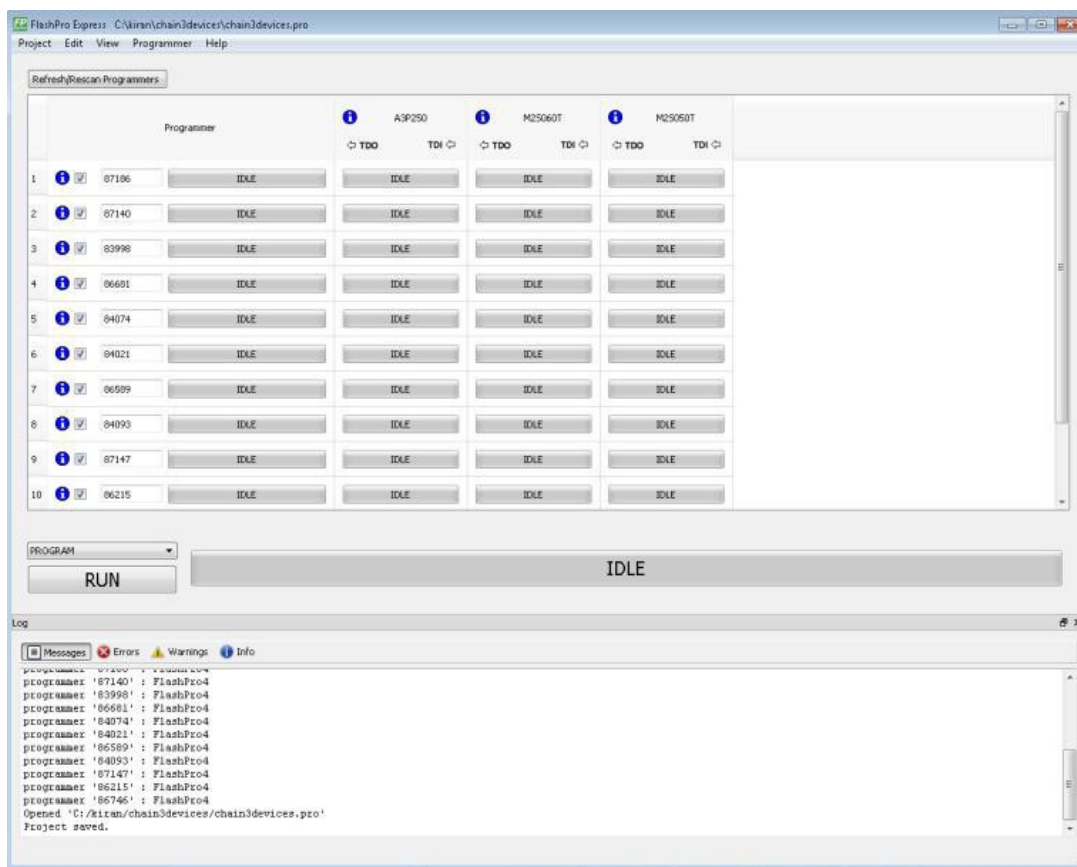 FlashPro Express C:\kiran\chain3devices\chain3devices.pro
Project Edit View Programmer Help
Refresh/Rescan Programmers
Programmer A3P250 M2S060T M2S050T
TDO TDI TDO TDI TDO TDI
1 87186 IDLE IDLE IDLE IDLE
2 87140 IDLE IDLE IDLE IDLE
3 83998 IDLE IDLE IDLE IDLE
4 86681 IDLE IDLE IDLE IDLE
5 84074 IDLE IDLE IDLE IDLE
6 84021 IDLE IDLE IDLE IDLE
7 86589 IDLE IDLE IDLE IDLE
8 84093 IDLE IDLE IDLE IDLE
9 87147 IDLE IDLE IDLE IDLE
10 86215 IDLE IDLE IDLE IDLE
PROGRAM
RUN IDLE
Log
Messages Errors Warnings Info
programmer '87186' : FlashPro4
programmer '87140' : FlashPro4
programmer '83998' : FlashPro4
programmer '86681' : FlashPro4
programmer '84074' : FlashPro4
programmer '84021' : FlashPro4
programmer '86589' : FlashPro4
programmer '84093' : FlashPro4
programmer '87147' : FlashPro4
programmer '86215' : FlashPro4
programmer '86746' : FlashPro4
Opened 'C:/kiran/chain3devices/chain3devices.pro'
Project saved.